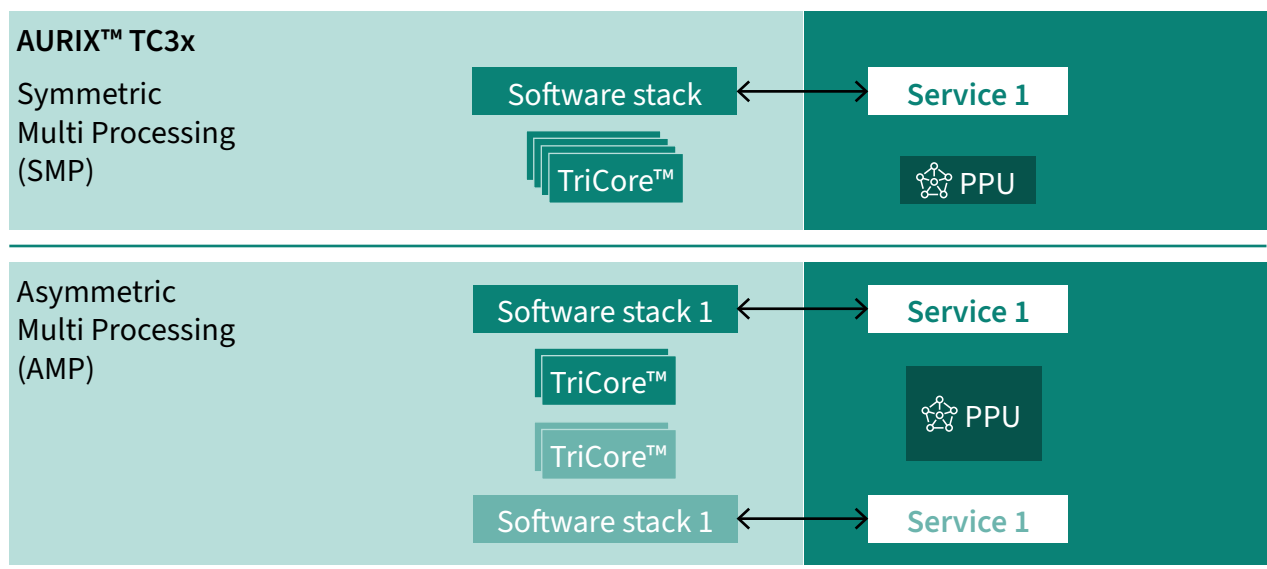 AURIX™ TC3x
Symmetric
Multi Processing
(SMP)
Software stack
Service 1
TriCore™
PPU
Asymmetric
Multi Processing
(AMP)
Software stack 1
Service 1
TriCore™
PPU
TriCore™
Software stack 1
Service 1